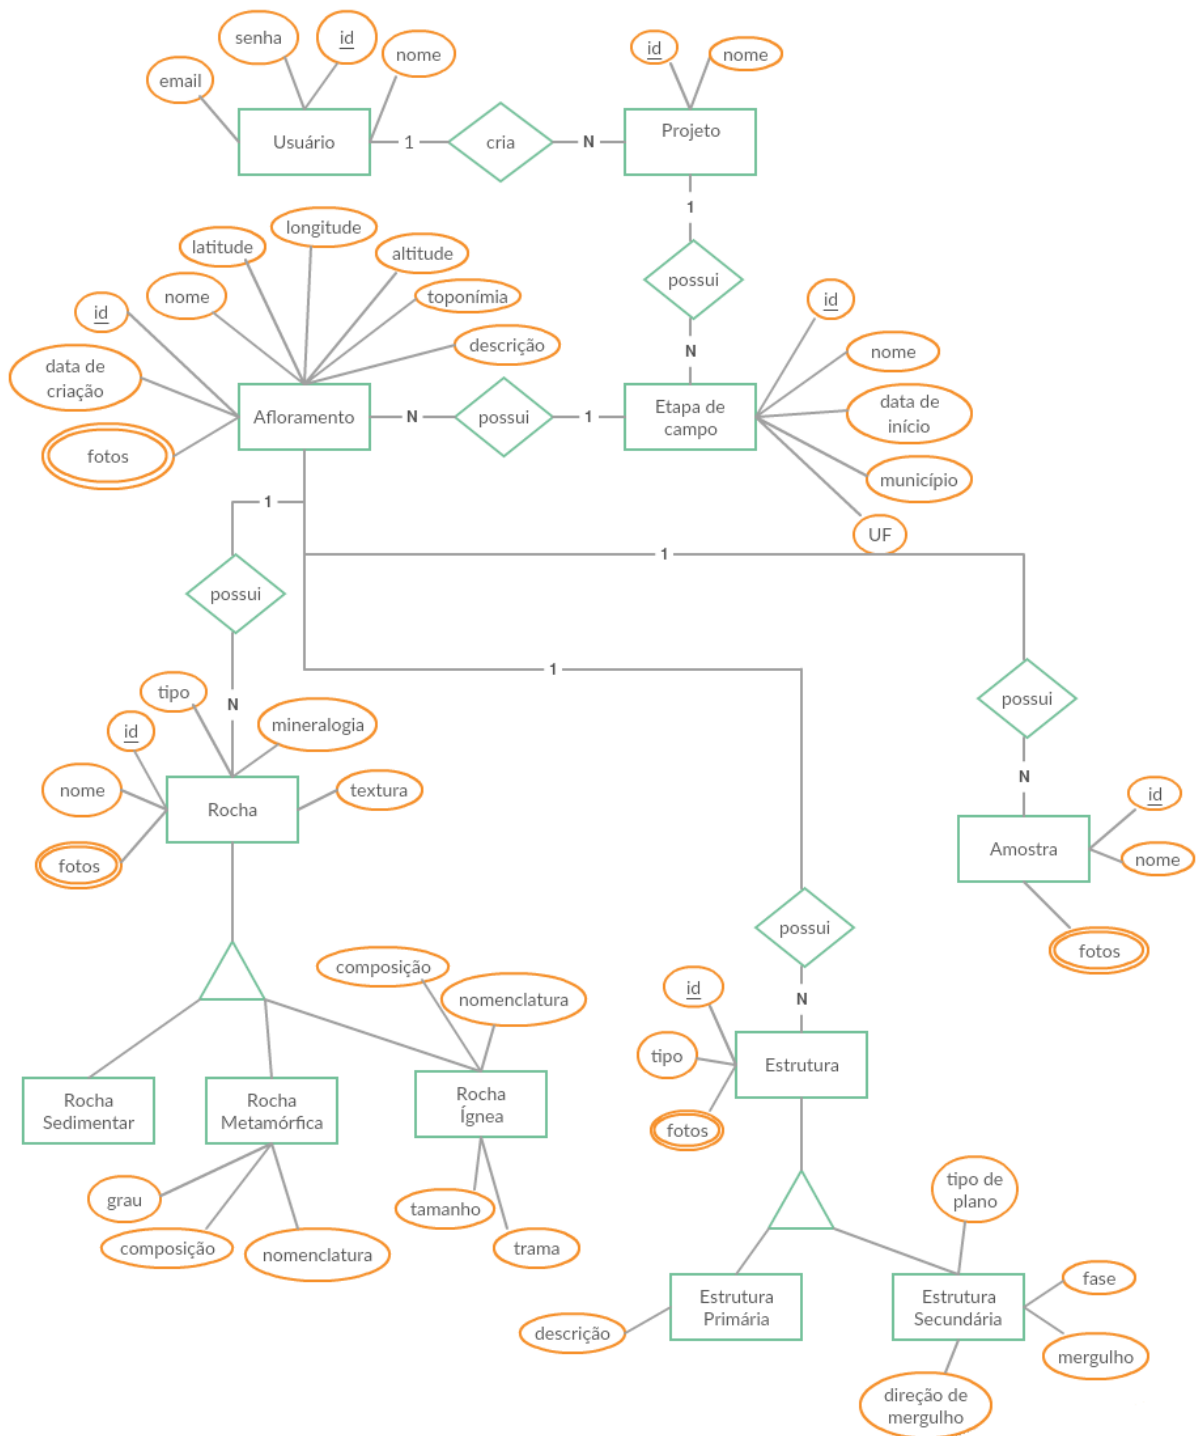 senha
id
nome
email
id
nome
Usuário
1
cria
N
Projeto
1
possui
N
longitude
latitude
altitude
nome
toponímia
id
descrição
data de
criação
fotos
Afloramento
N
possui
1
Etapa de
campo
id
nome
data de
início
município
UF
1
1
possui
N
1
possui
N
tipo
id
mineralogia
nome
Rocha
textura
fotos
id
Amostra
nome
fotos
possui
N
composição
nomenclatura
id
tipo
Estrutura
fotos
Rocha
Sedimentar
Rocha
Metamórfica
Rocha
Ígnea
grau
composição
nomenclatura
tamanho
trama
tipo de
plano
Estrutura
Primária
Estrutura
Secundária
fase
descrição
mergulho
direção de
mergulho